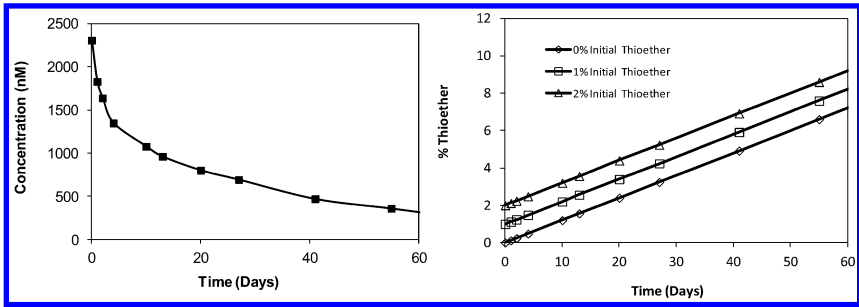 2500
2000
1500
1000
500
0
Concentration (nM)
0 20 40 60
Time (Days)
12
10
8
6
4
2
0
% Thioether
0% Initial Thioether
1% Initial Thioether
2% Initial Thioether
0 10 20 30 40 50 60
Time (Days)